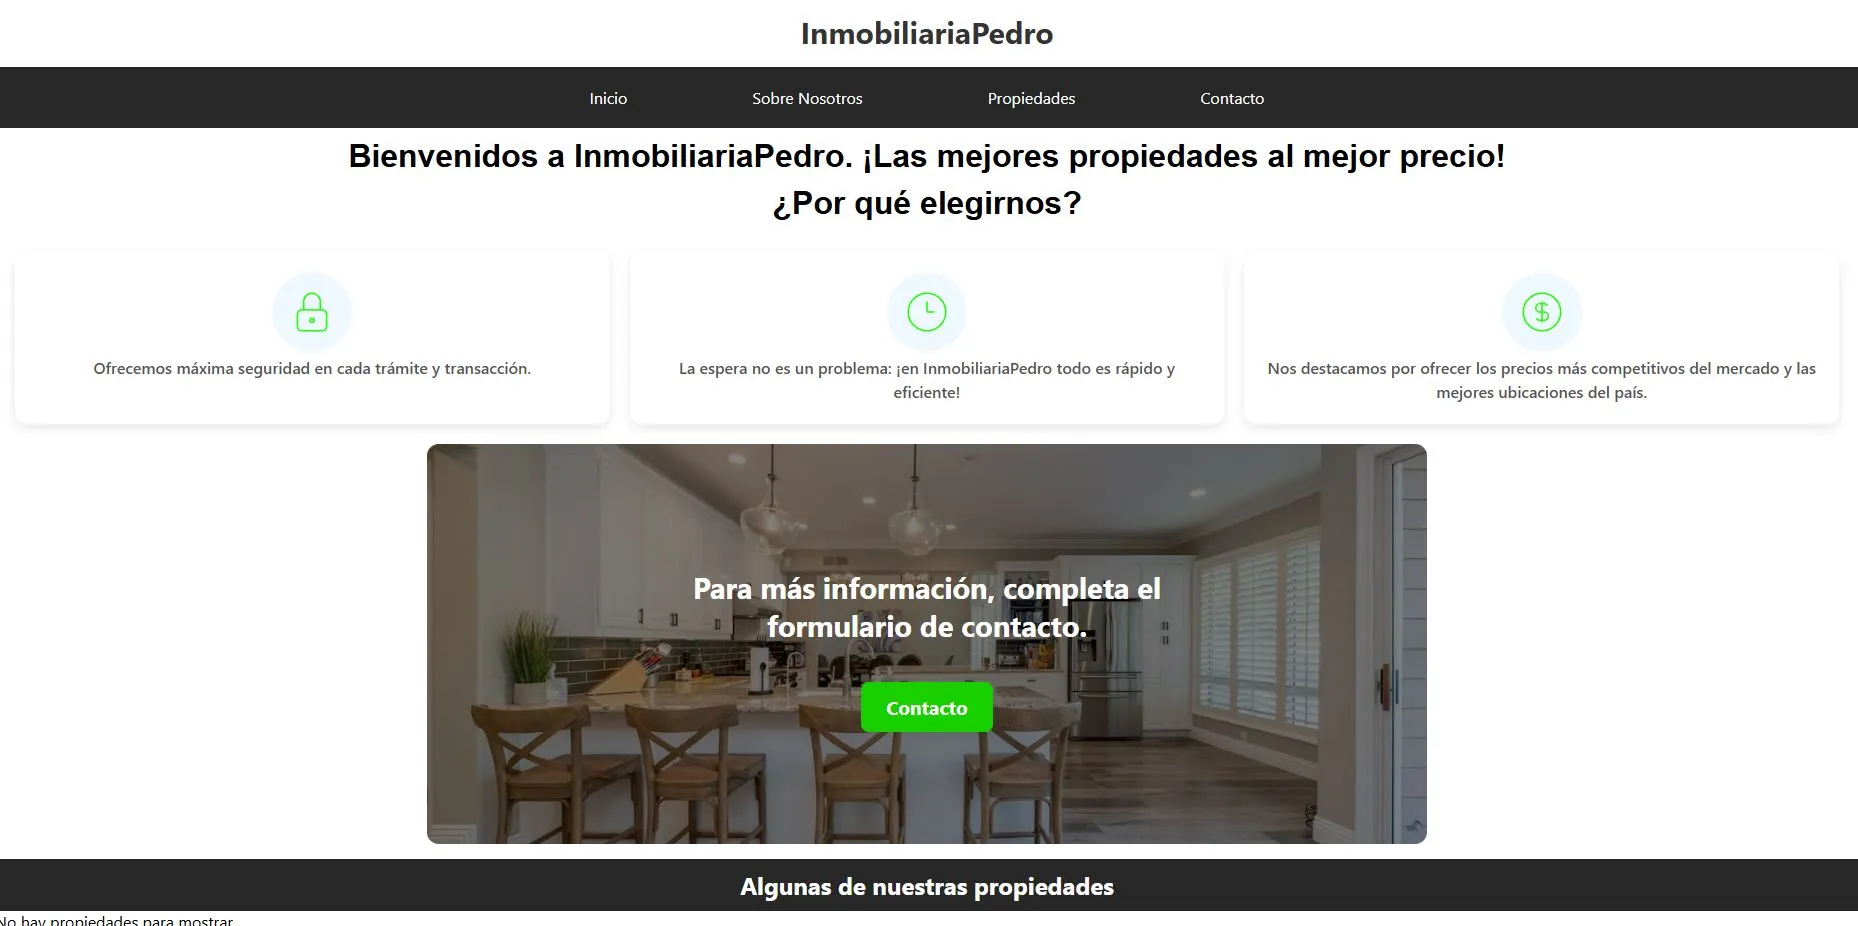 InmobiliariaPedro
Inicio Sobre Nosotros Propiedades Contacto
Bienvenidos a InmobiliariaPedro. ¡Las mejores propiedades al mejor precio!
¿Por qué elegirnos?
Ofrecemos máxima seguridad en cada trámite y transacción.
La espera no es un problema: ¡en InmobiliariaPedro todo es rápido y
eficiente!
Nos destacamos por ofrecer los precios más competitivos del mercado y las
mejores ubicaciones del país.
Para más información, completa el
formulario de contacto.
Contacto
Algunas de nuestras propiedades
No hay propiedades para mostrar